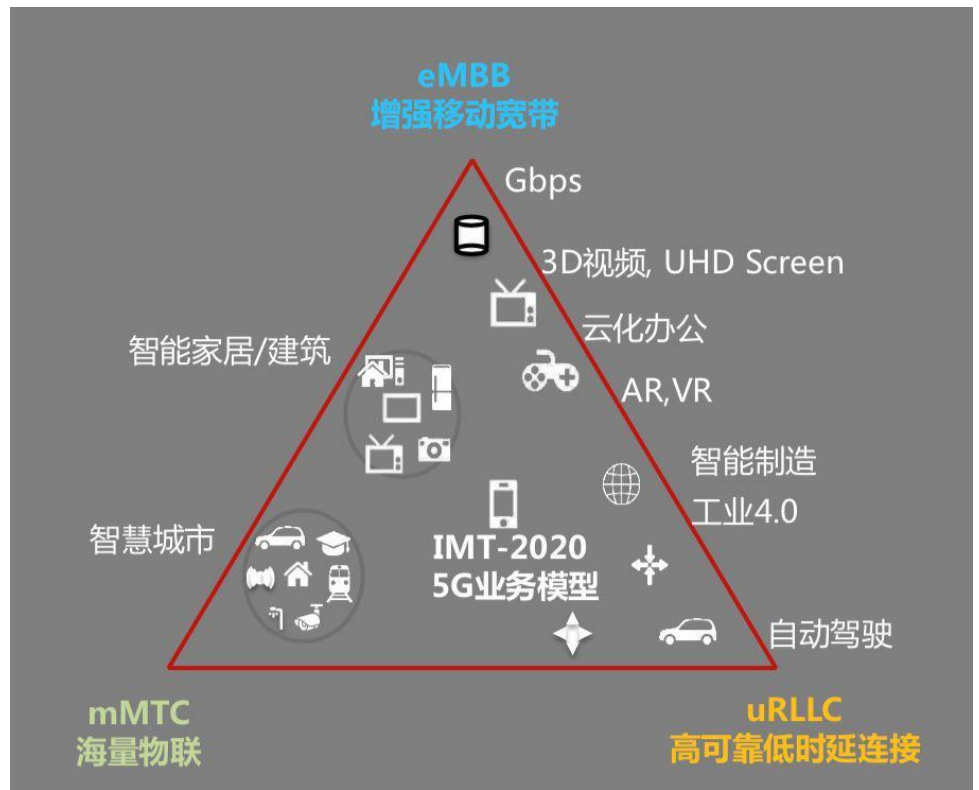 eMBB
增强移动宽带
Gbps
3D视频, UHD Screen
云化办公
智能家居/建筑
AR,VR
智能制造
工业4.0
智慧城市
IMT-2020
5G业务模型
自动驾驶
mMTC
海量物联
uRLLC
高可靠低时延连接